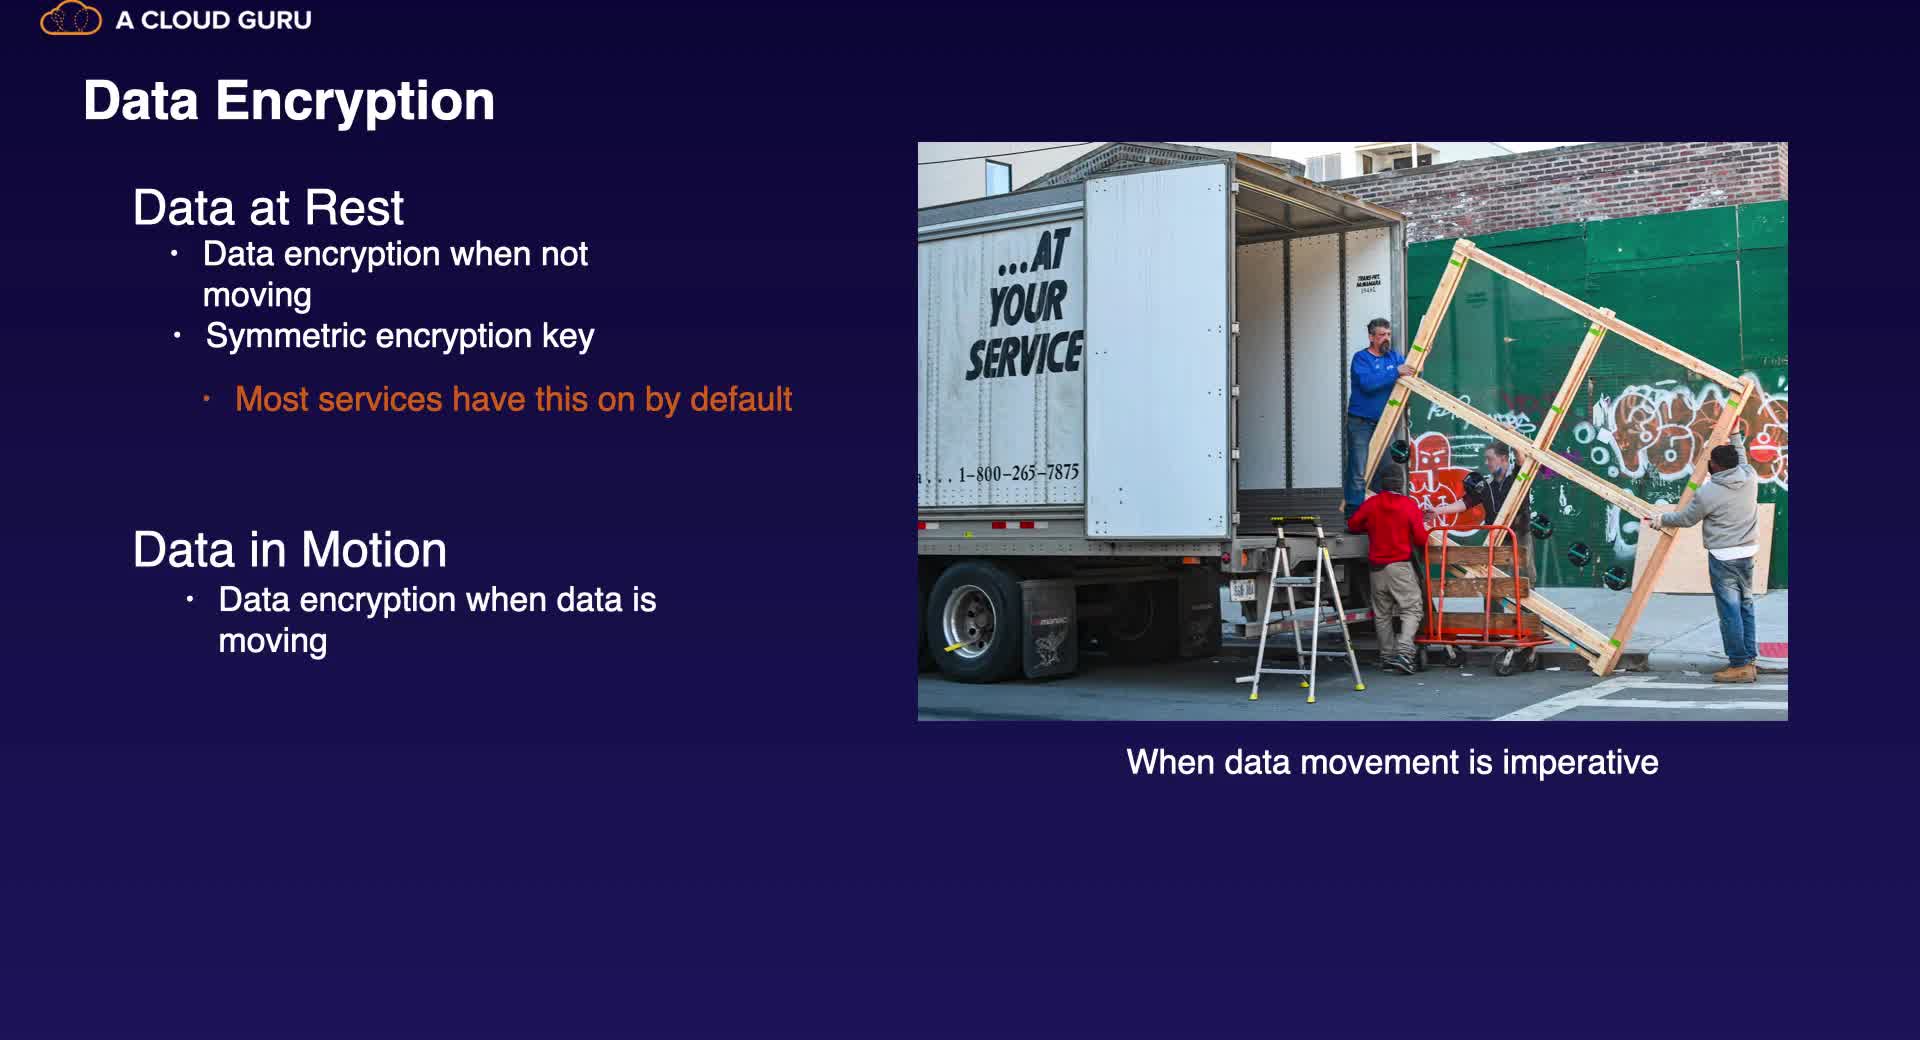 A CLOUD GURU
Data Encryption
Data at Rest
• Data encryption when not
moving
• Symmetric encryption key
• Most services have this on by default
Data in Motion
• Data encryption when data is
moving
...AT
YOUR
SERVICE
... 1-800-265-7875
When data movement is imperative